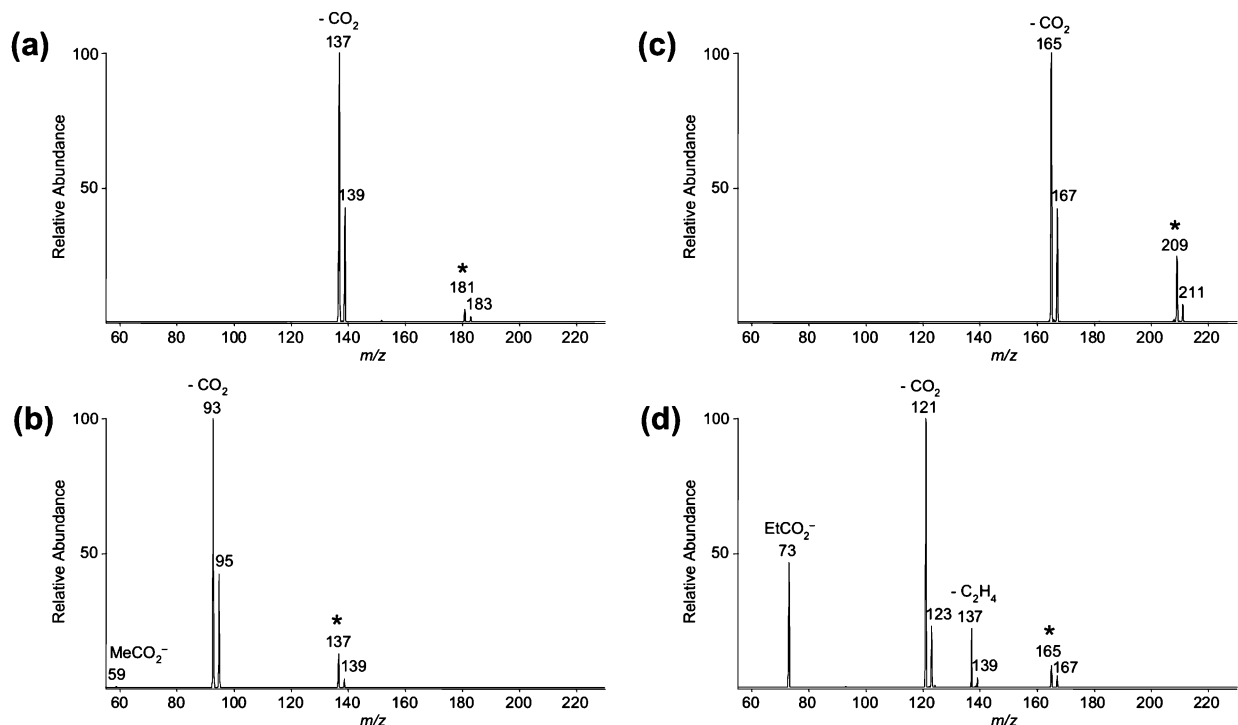 (a)
- CO₂
137
100
Relative Abundance
50
139
*
181
183
60 80 100 120 140 160 180 200 220
m/z
(b)
- CO₂
93
100
Relative Abundance
50
95
MeCO₂⁻
59
*
137
139
60 80 100 120 140 160 180 200 220
m/z
(c)
- CO₂
165
100
Relative Abundance
50
167
*
209
211
60 80 100 120 140 160 180 200 220
m/z
(d)
- CO₂
121
100
Relative Abundance
50
EtCO₂⁻
73
- C₂H₄
123
137
139
*
165
167
60 80 100 120 140 160 180 200 220
m/z